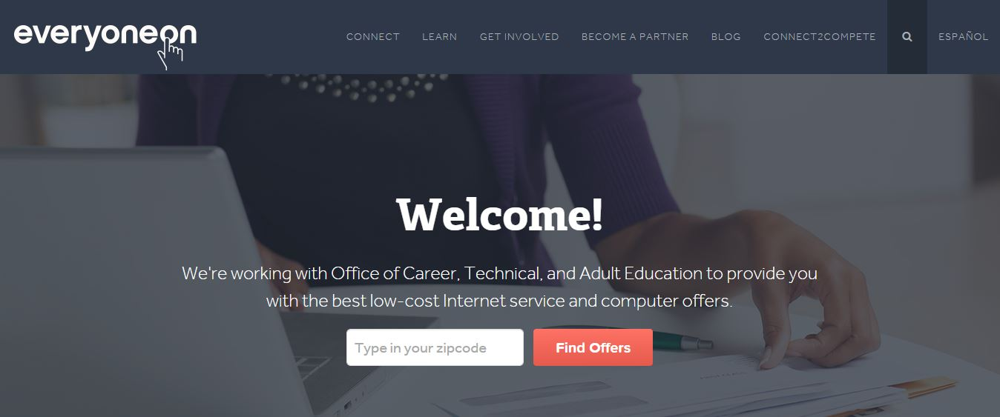 everyoneon
CONNECT
LEARN
GET INVOLVED
BECOME A PARTNER
BLOG
CONNECT2COMPETE
ESPAÑOL
Welcome!
We're working with Office of Career, Technical, and Adult Education to provide you
with the best low-cost Internet service and computer offers.
Type in your zipcode
Find Offers